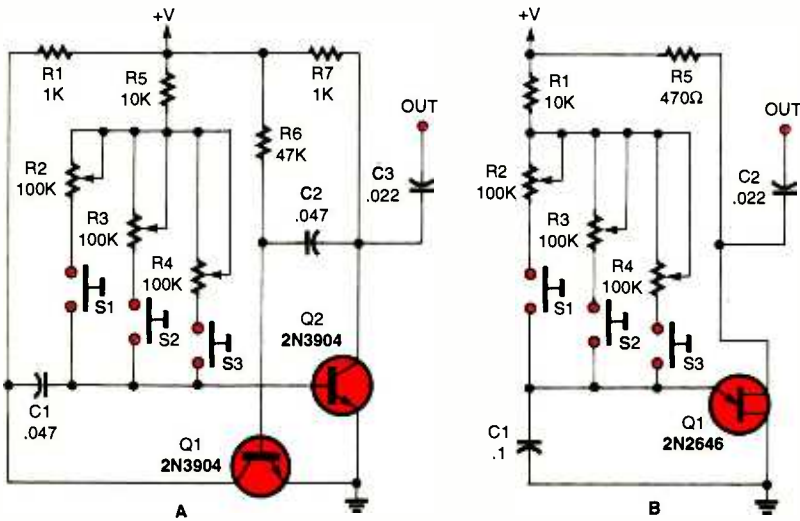 +V
R1
1K
R5
10K
R7
1K
OUT
R6
47K
R2
100K
C3
.022
C2
.047
R3
100K
R4
100K
S1
S2
S3
Q2
2N3904
C1
.047
Q1
2N3904
A
+V
R1
10K
R5
470Ω
OUT
R2
100K
C2
.022
R3
100K
R4
100K
S1
S2
S3
C1
.1
Q1
2N2646
B